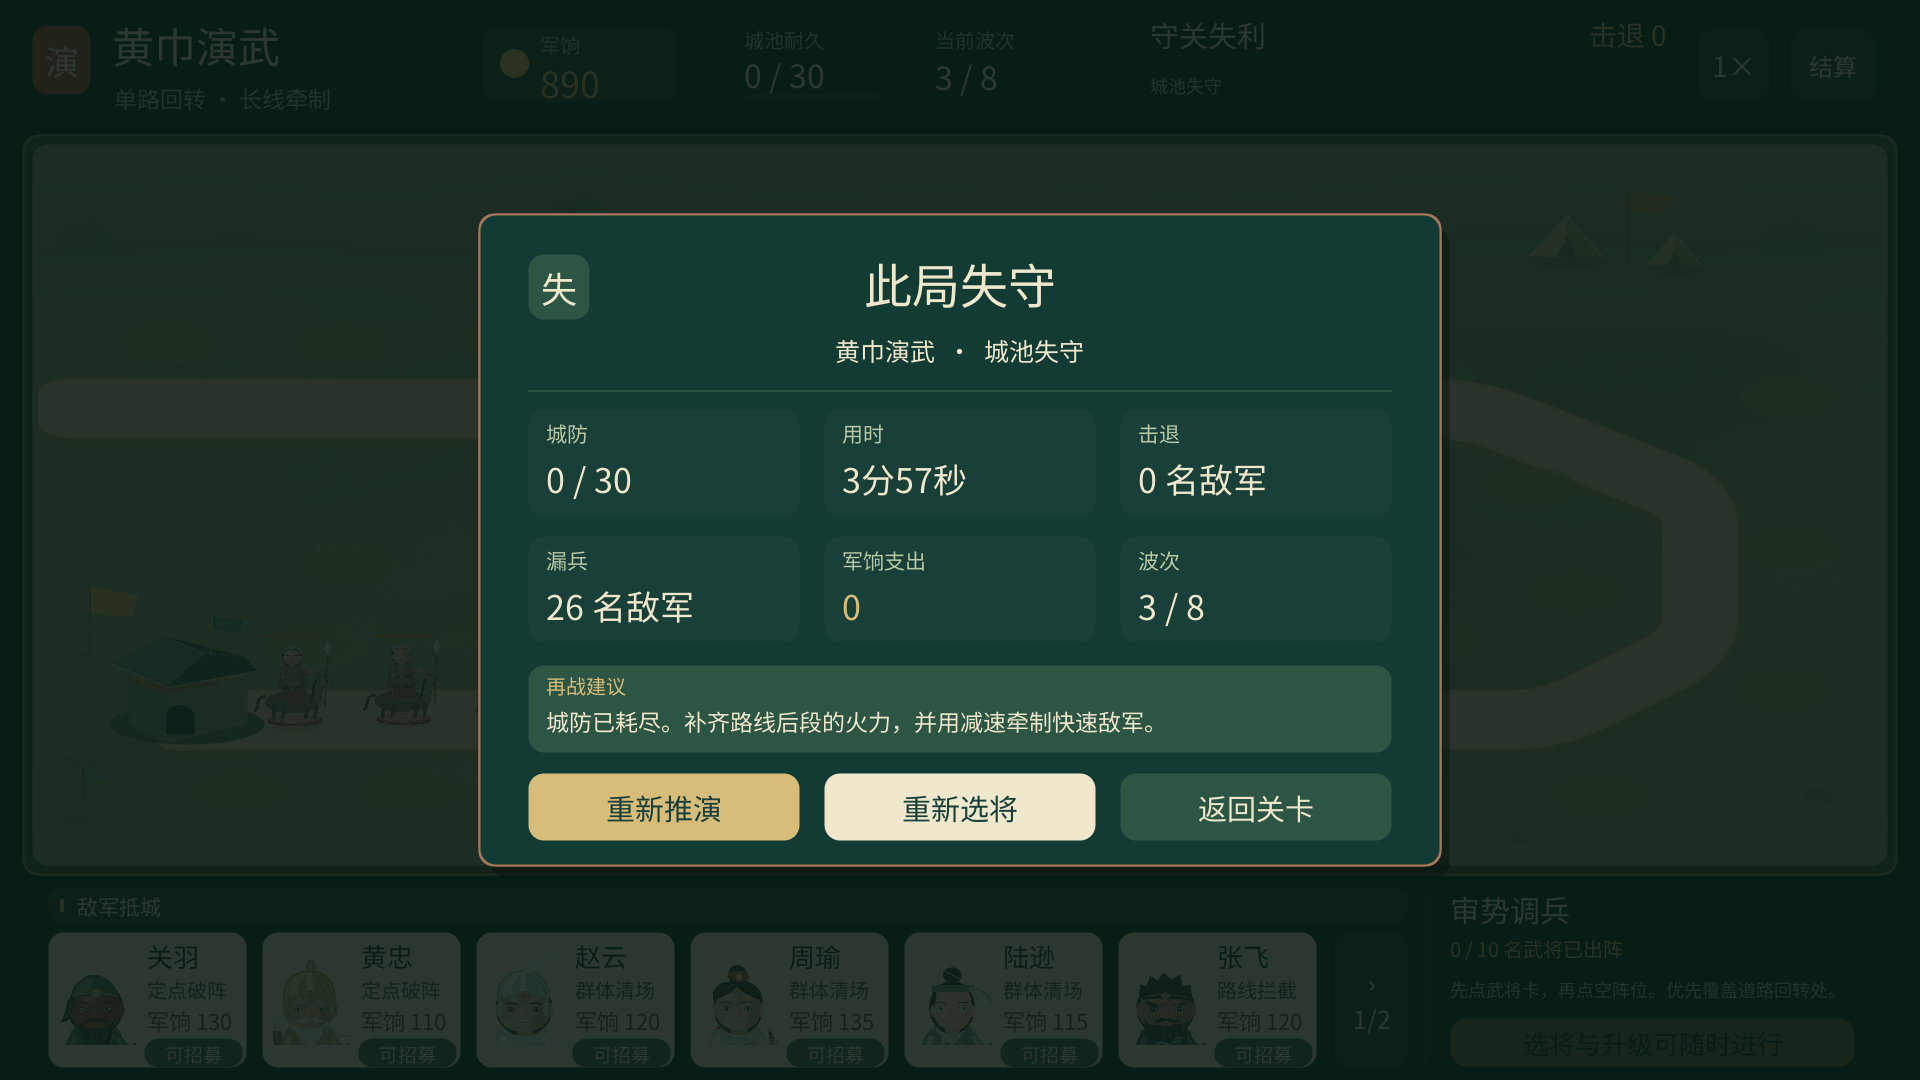 演
黄巾演武
单路回转 · 长线牵制
军饷
890
城池耐久
0 / 30
当前波次
3 / 8
守关失利
城池失守
击退 0
1×
结算
失
此局失守
黄巾演武 · 城池失守
城防
0 / 30
用时
3分57秒
击退
0 名敌军
漏兵
26 名敌军
军饷支出
0
波次
3 / 8
再战建议
城防已耗尽。补齐路线后段的火力，并用减速牵制快速敌军。
重新推演
重新选将
返回关卡
敌军抵城
关羽
定点破阵
军饷 130
可招募
黄忠
定点破阵
军饷 110
可招募
赵云
群体清场
军饷 120
可招募
周瑜
群体清场
军饷 135
可招募
陆逊
群体清场
军饷 115
可招募
张飞
路线拦截
军饷 120
可招募
›
1/2
审势调兵
0 / 10 名武将已出阵
先点武将卡，再点空阵位。优先覆盖道路回转处。
选将与升级可随时进行